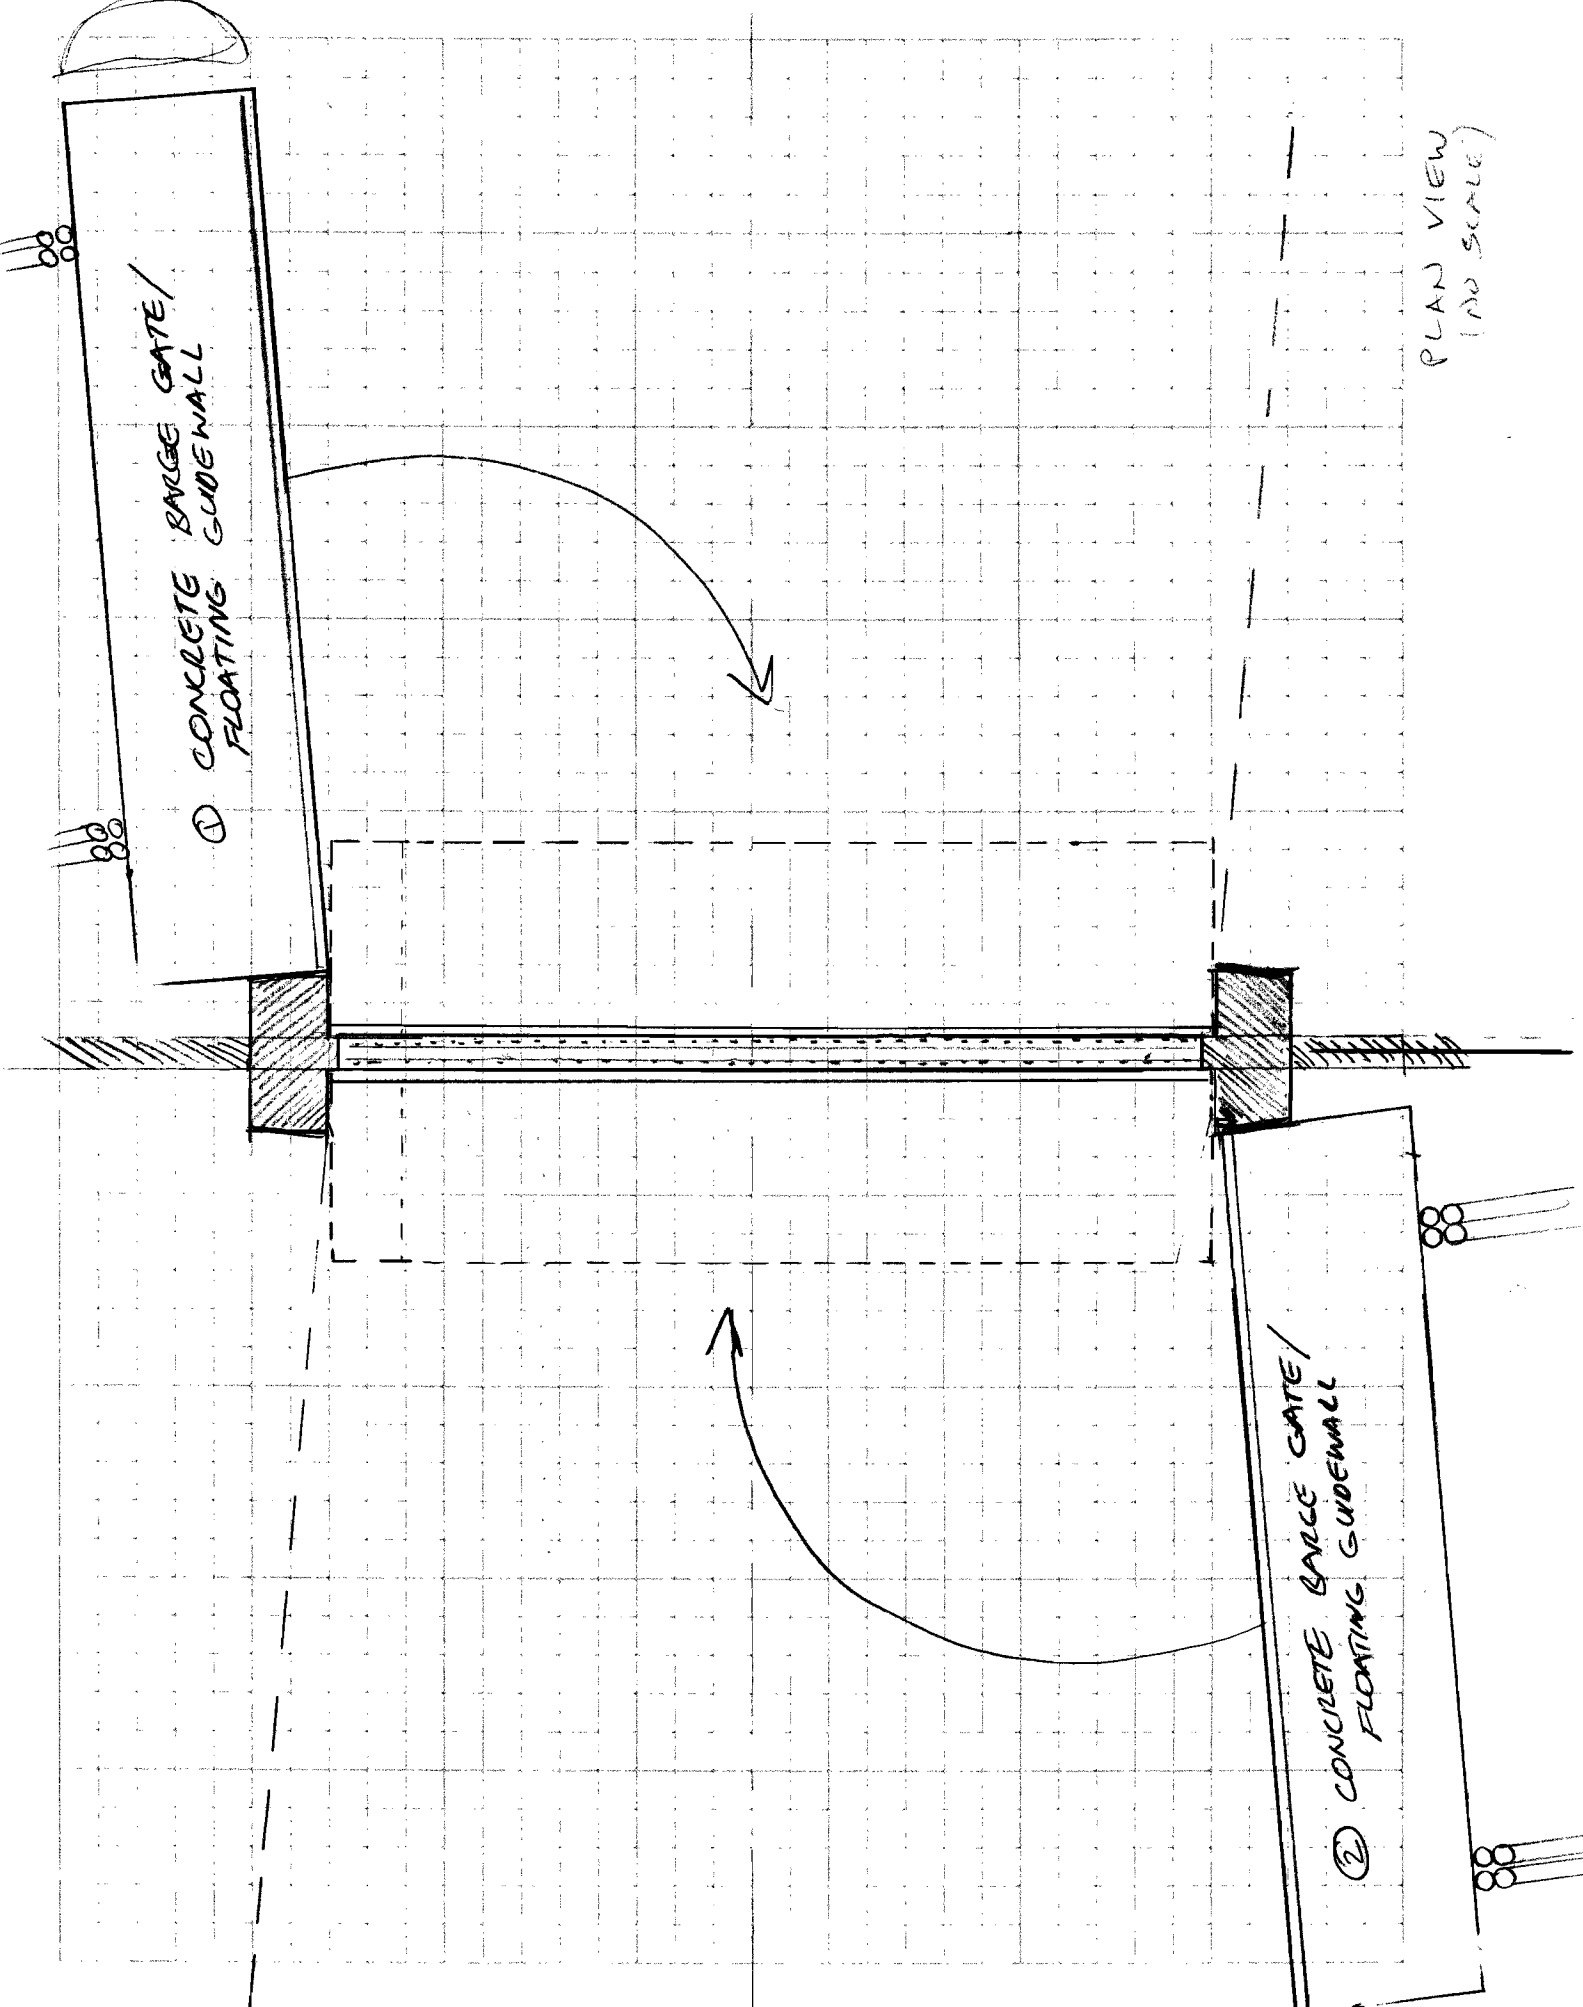 ① CONCRETE BARGE GATE/
FLOATING GUIDEWALL
PLAN VIEW
(NO SCALE)
② CONCRETE BARGE GATE/
FLOATING GUIDEWALL